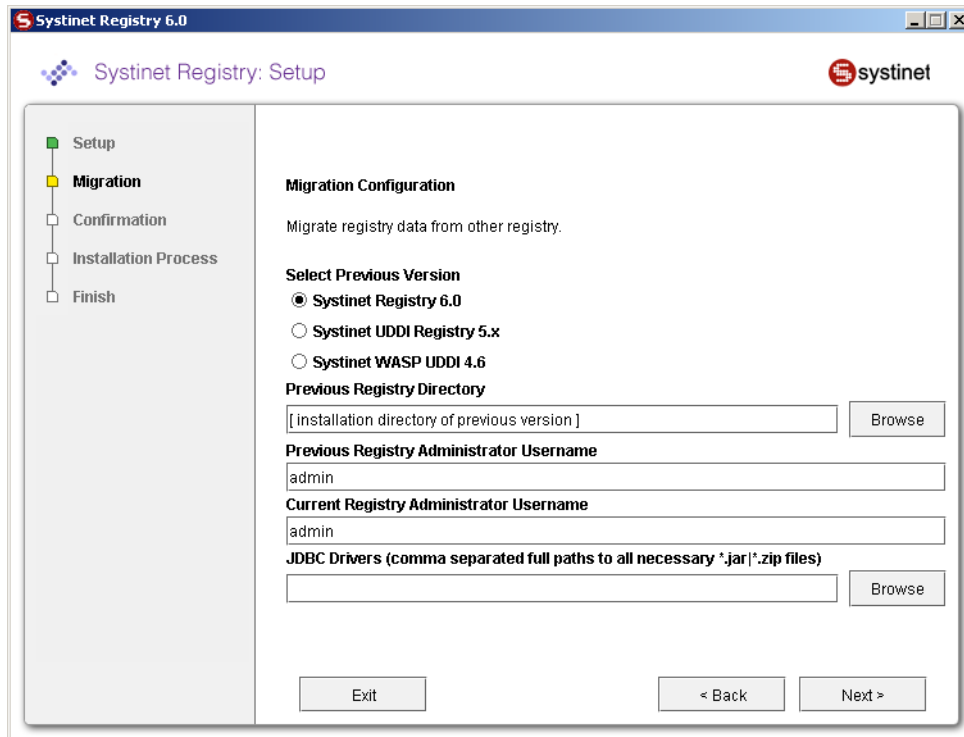 Systinet Registry 6.0
Systinet Registry: Setup
systinet
Setup
Migration
Confirmation
Installation Process
Finish
Migration Configuration
Migrate registry data from other registry.
Select Previous Version
Systinet Registry 6.0
Systinet UDDI Registry 5.x
Systinet WASP UDDI 4.6
Previous Registry Directory
[ installation directory of previous version ]
Browse
Previous Registry Administrator Username
admin
Current Registry Administrator Username
admin
JDBC Drivers (comma separated full paths to all necessary *.jar|*.zip files)
Browse
Exit
< Back
Next >